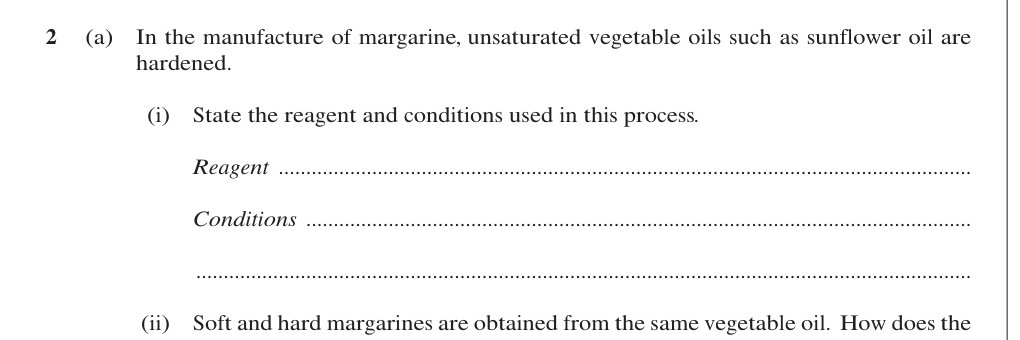 2 (a) In the manufacture of margarine, unsaturated vegetable oils such as sunflower oil are
hardened.
(i) State the reagent and conditions used in this process.
Reagent ..............................................................................................................................
Conditions .........................................................................................................................
.............................................................................................................................................
(ii) Soft and hard margarines are obtained from the same vegetable oil. How does the